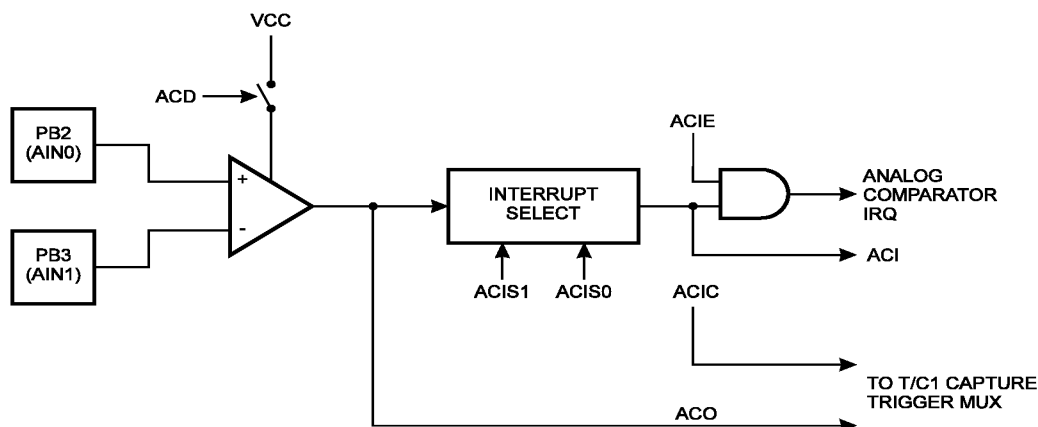 VCC
ACD
PB2
(AIN0)
+
-
PB3
(AIN1)
INTERRUPT
SELECT
ACIS1 ACIS0
ACIE
ANALOG
COMPARATOR
IRQ
ACI
ACIC
TO T/C1 CAPTURE
TRIGGER MUX
ACO